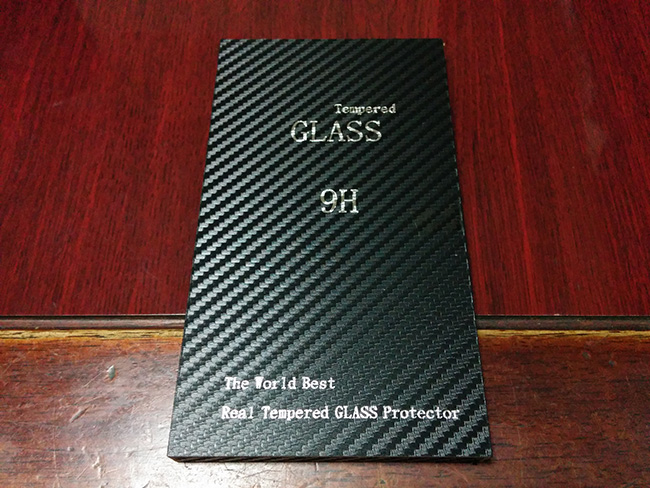 Tempered
GLASS
9H
The World Best
Real Tempered GLASS Protector